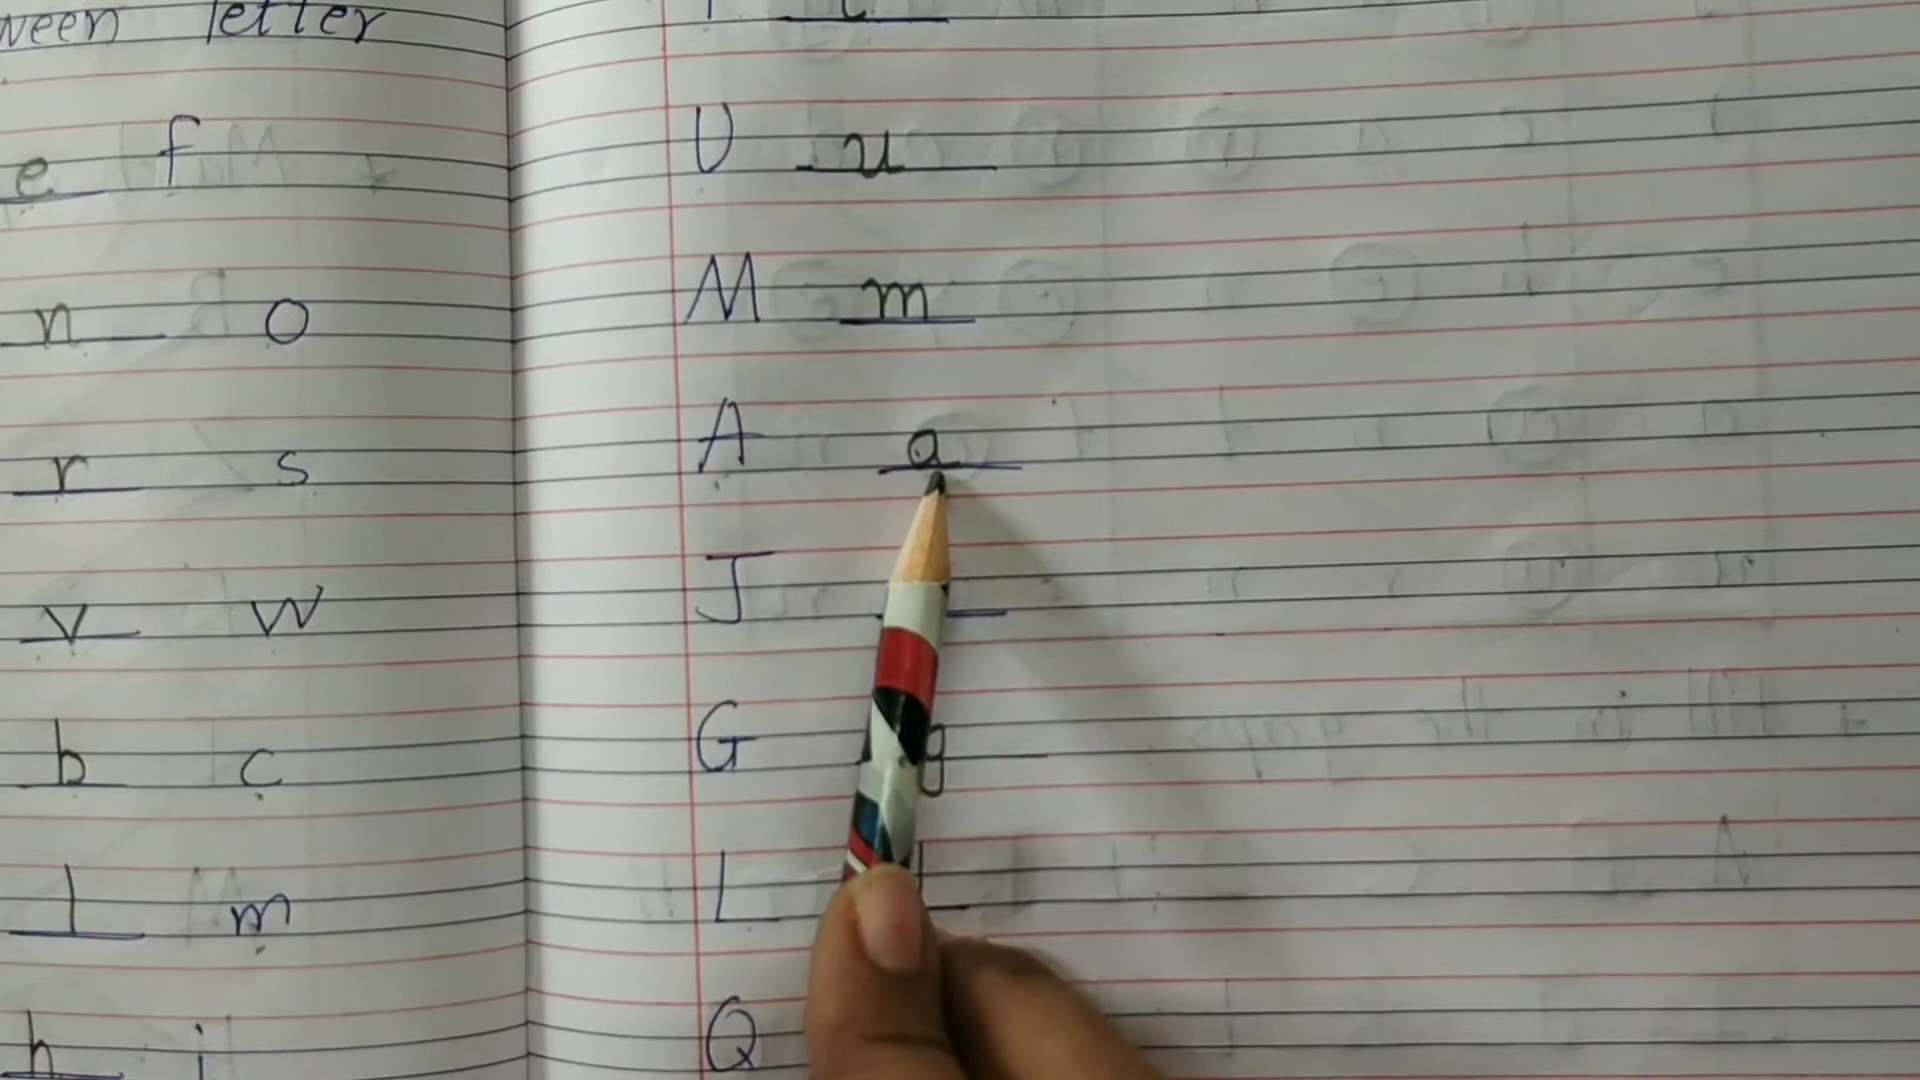 ween letter
e f
n o
r s
v w
b c
l m
h i
U u
M m
A a
J
G g
L l
Q